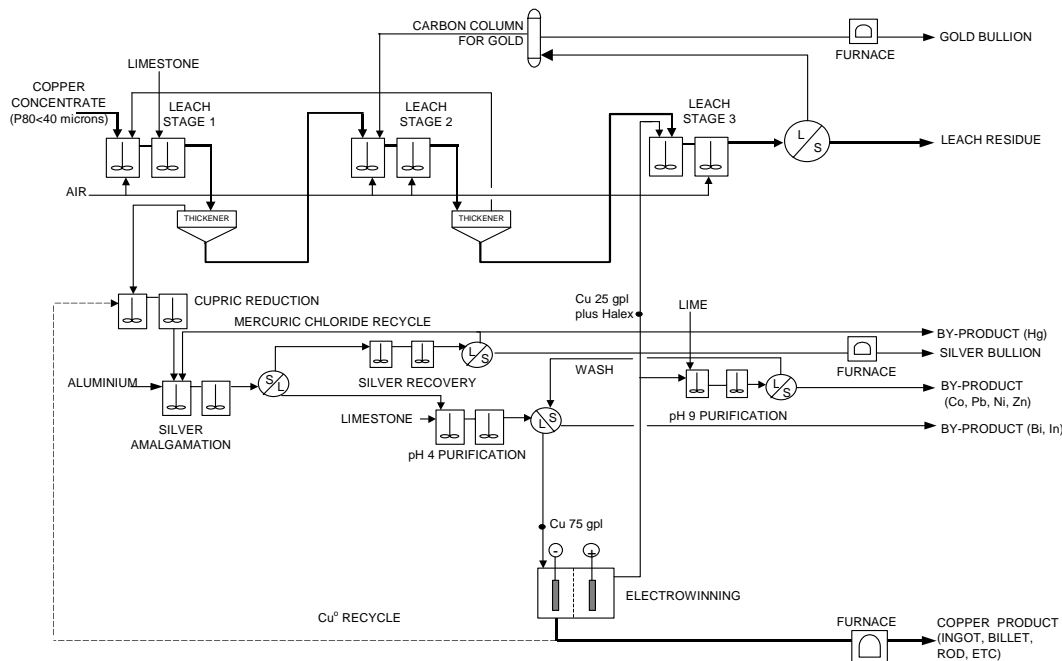 CARBON COLUMN
FOR GOLD
GOLD BULLION
FURNACE
LIMESTONE
COPPER
CONCENTRATE
(P80<40 microns)
LEACH
STAGE 1
LEACH
STAGE 2
LEACH
STAGE 3
L
S
LEACH RESIDUE
AIR
THICKENER
THICKENER
CUPRIC REDUCTION
Cu 25 gpl
plus Halex
LIME
MERCURIC CHLORIDE RECYCLE
BY-PRODUCT (Hg)
L
S
SILVER BULLION
FURNACE
WASH
ALUMINIUM
S
L
SILVER RECOVERY
L
S
BY-PRODUCT
(Co, Pb, Ni, Zn)
LIMESTONE
L
S
pH 9 PURIFICATION
SILVER
AMALGAMATION
pH 4 PURIFICATION
BY-PRODUCT (Bi, In)
Cu 75 gpl
-
+
ELECTROWINNING
Cuº RECYCLE
FURNACE
COPPER PRODUCT
(INGOT, BILLET,
ROD, ETC)